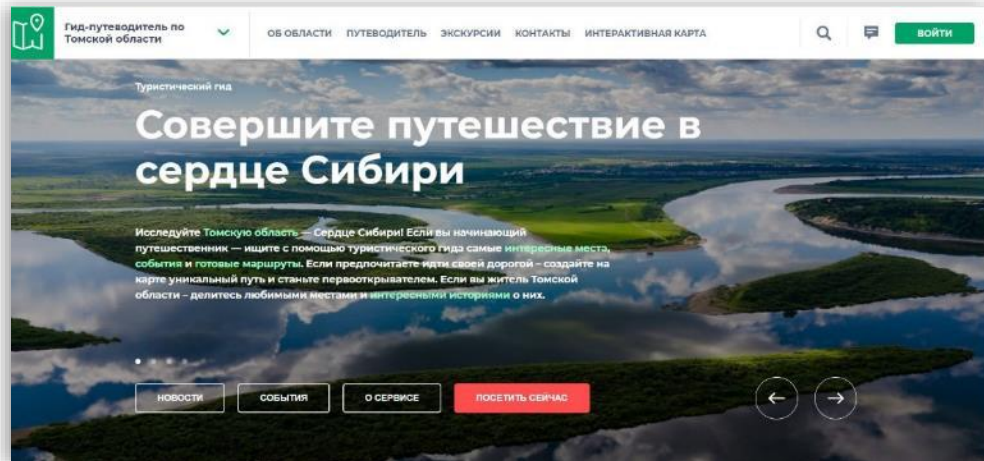 Гид-путеводитель по
Томской области
ОБ ОБЛАСТИ ПУТЕВОДИТЕЛЬ ЭКСКУРСИИ КОНТАКТЫ ИНТЕРАКТИВНАЯ КАРТА
ВОЙТИ
Туристический гид
Совершите путешествие в
сердце Сибири
Исследуйте Томскую область — Сердце Сибири! Если вы начинающий
путешественник — ищите с помощью туристического гида самые интересные места,
события и готовые маршруты. Если предпочитаете идти своей дорогой – создайте на
карте уникальный путь и станьте первооткрывателем. Если вы житель Томской
области – делитесь любимыми местами и интересными историями о них.
НОВОСТИ СОБЫТИЯ О СЕРВИСЕ ПОСЕТИТЬ СЕЙЧАС